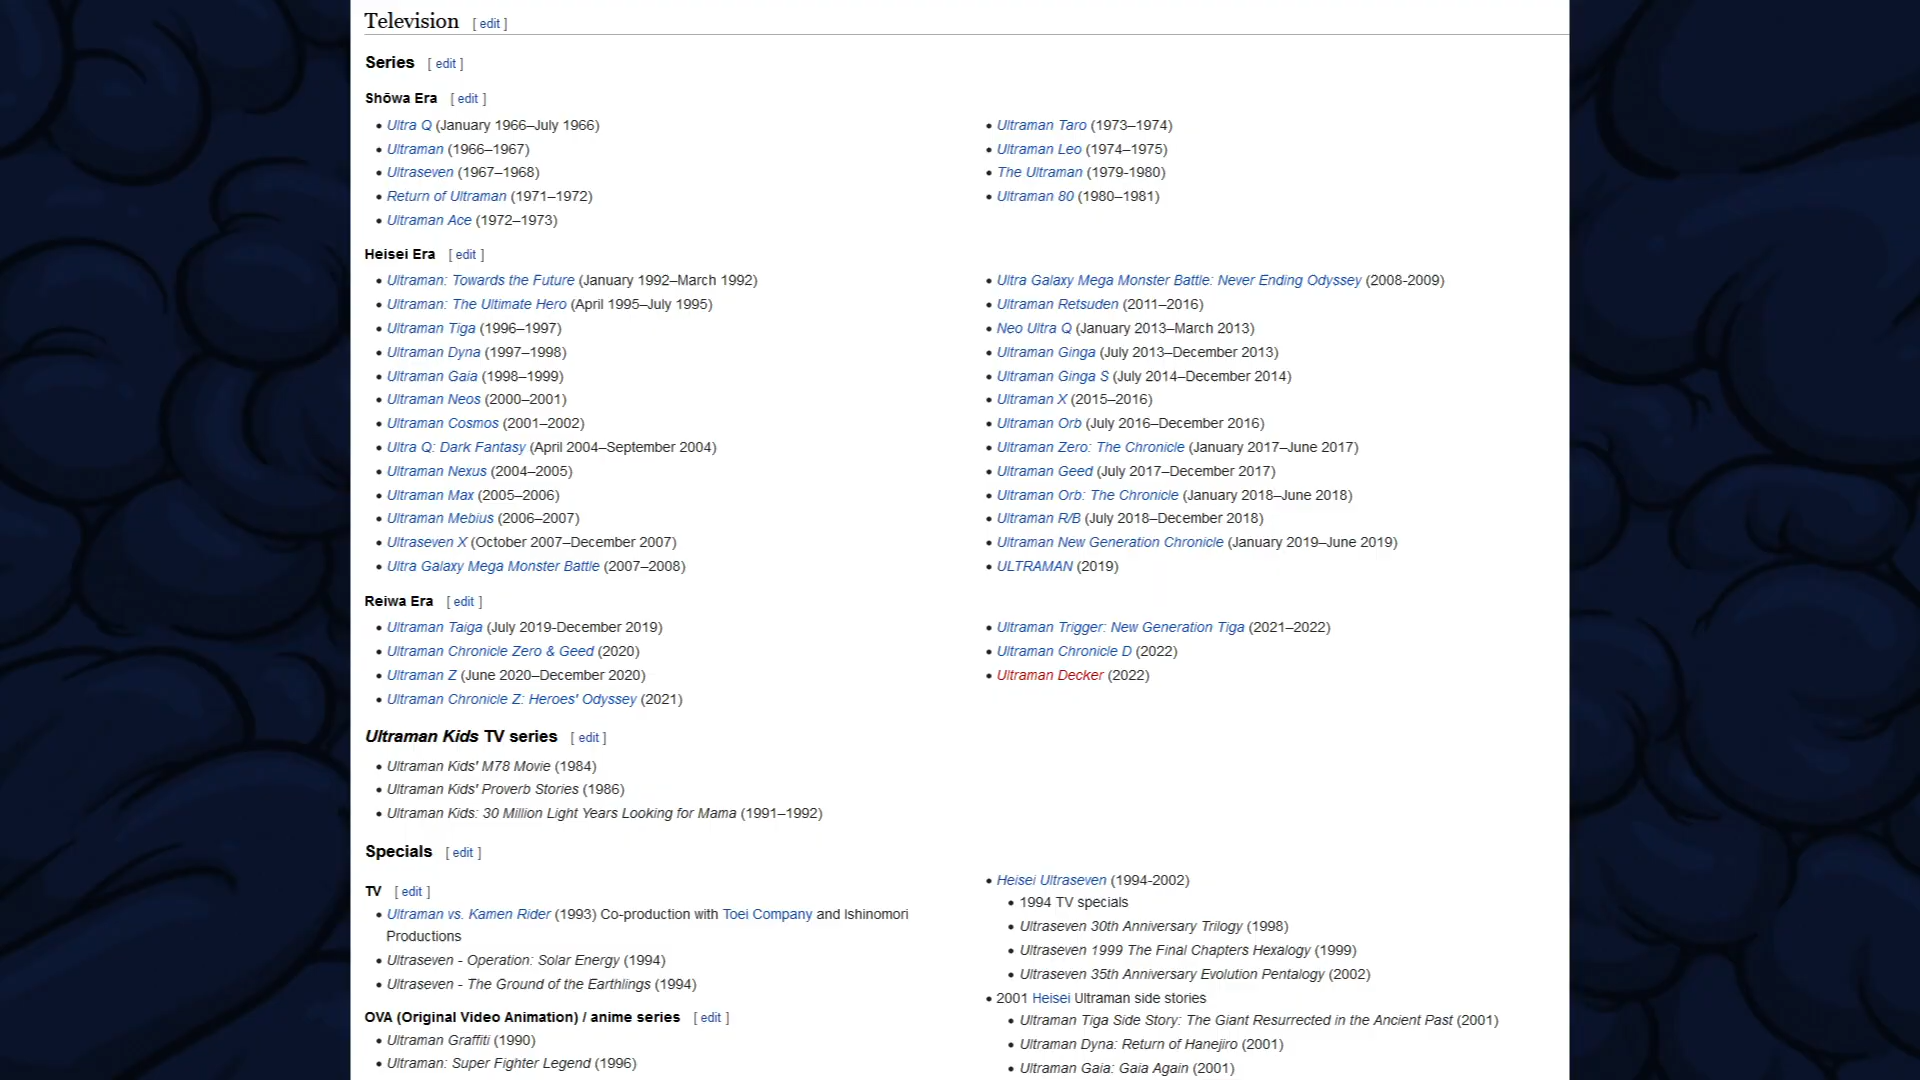 Television [ edit ]
Series [ edit ]
Shōwa Era [ edit ]
• Ultra Q (January 1966–July 1966)
• Ultraman (1966–1967)
• Ultraseven (1967–1968)
• Return of Ultraman (1971–1972)
• Ultraman Ace (1972–1973)
• Ultraman Taro (1973–1974)
• Ultraman Leo (1974–1975)
• The Ultraman (1979-1980)
• Ultraman 80 (1980–1981)
Heisei Era [ edit ]
• Ultraman: Towards the Future (January 1992–March 1992)
• Ultraman: The Ultimate Hero (April 1995–July 1995)
• Ultraman Tiga (1996–1997)
• Ultraman Dyna (1997–1998)
• Ultraman Gaia (1998–1999)
• Ultraman Neos (2000–2001)
• Ultraman Cosmos (2001–2002)
• Ultra Q: Dark Fantasy (April 2004–September 2004)
• Ultraman Nexus (2004–2005)
• Ultraman Max (2005–2006)
• Ultraman Mebius (2006–2007)
• Ultraseven X (October 2007–December 2007)
• Ultra Galaxy Mega Monster Battle (2007–2008)
• Ultra Galaxy Mega Monster Battle: Never Ending Odyssey (2008-2009)
• Ultraman Retsuden (2011–2016)
• Neo Ultra Q (January 2013–March 2013)
• Ultraman Ginga (July 2013–December 2013)
• Ultraman Ginga S (July 2014–December 2014)
• Ultraman X (2015–2016)
• Ultraman Orb (July 2016–December 2016)
• Ultraman Zero: The Chronicle (January 2017–June 2017)
• Ultraman Geed (July 2017–December 2017)
• Ultraman Orb: The Chronicle (January 2018–June 2018)
• Ultraman R/B (July 2018–December 2018)
• Ultraman New Generation Chronicle (January 2019–June 2019)
• ULTRAMAN (2019)
Reiwa Era [ edit ]
• Ultraman Taiga (July 2019-December 2019)
• Ultraman Chronicle Zero & Geed (2020)
• Ultraman Z (June 2020–December 2020)
• Ultraman Chronicle Z: Heroes' Odyssey (2021)
• Ultraman Trigger: New Generation Tiga (2021–2022)
• Ultraman Chronicle D (2022)
• Ultraman Decker (2022)
Ultraman Kids TV series [ edit ]
• Ultraman Kids' M78 Movie (1984)
• Ultraman Kids' Proverb Stories (1986)
• Ultraman Kids: 30 Million Light Years Looking for Mama (1991–1992)
Specials [ edit ]
TV [ edit ]
• Ultraman vs. Kamen Rider (1993) Co-production with Toei Company and Ishinomori
Productions
• Ultraseven - Operation: Solar Energy (1994)
• Ultraseven - The Ground of the Earthlings (1994)
OVA (Original Video Animation) / anime series [ edit ]
• Ultraman Graffiti (1990)
• Ultraman: Super Fighter Legend (1996)
• Heisei Ultraseven (1994-2002)
• 1994 TV specials
• Ultraseven 30th Anniversary Trilogy (1998)
• Ultraseven 1999 The Final Chapters Hexalogy (1999)
• Ultraseven 35th Anniversary Evolution Pentalogy (2002)
• 2001 Heisei Ultraman side stories
• Ultraman Tiga Side Story: The Giant Resurrected in the Ancient Past (2001)
• Ultraman Dyna: Return of Hanejiro (2001)
• Ultraman Gaia: Gaia Again (2001)